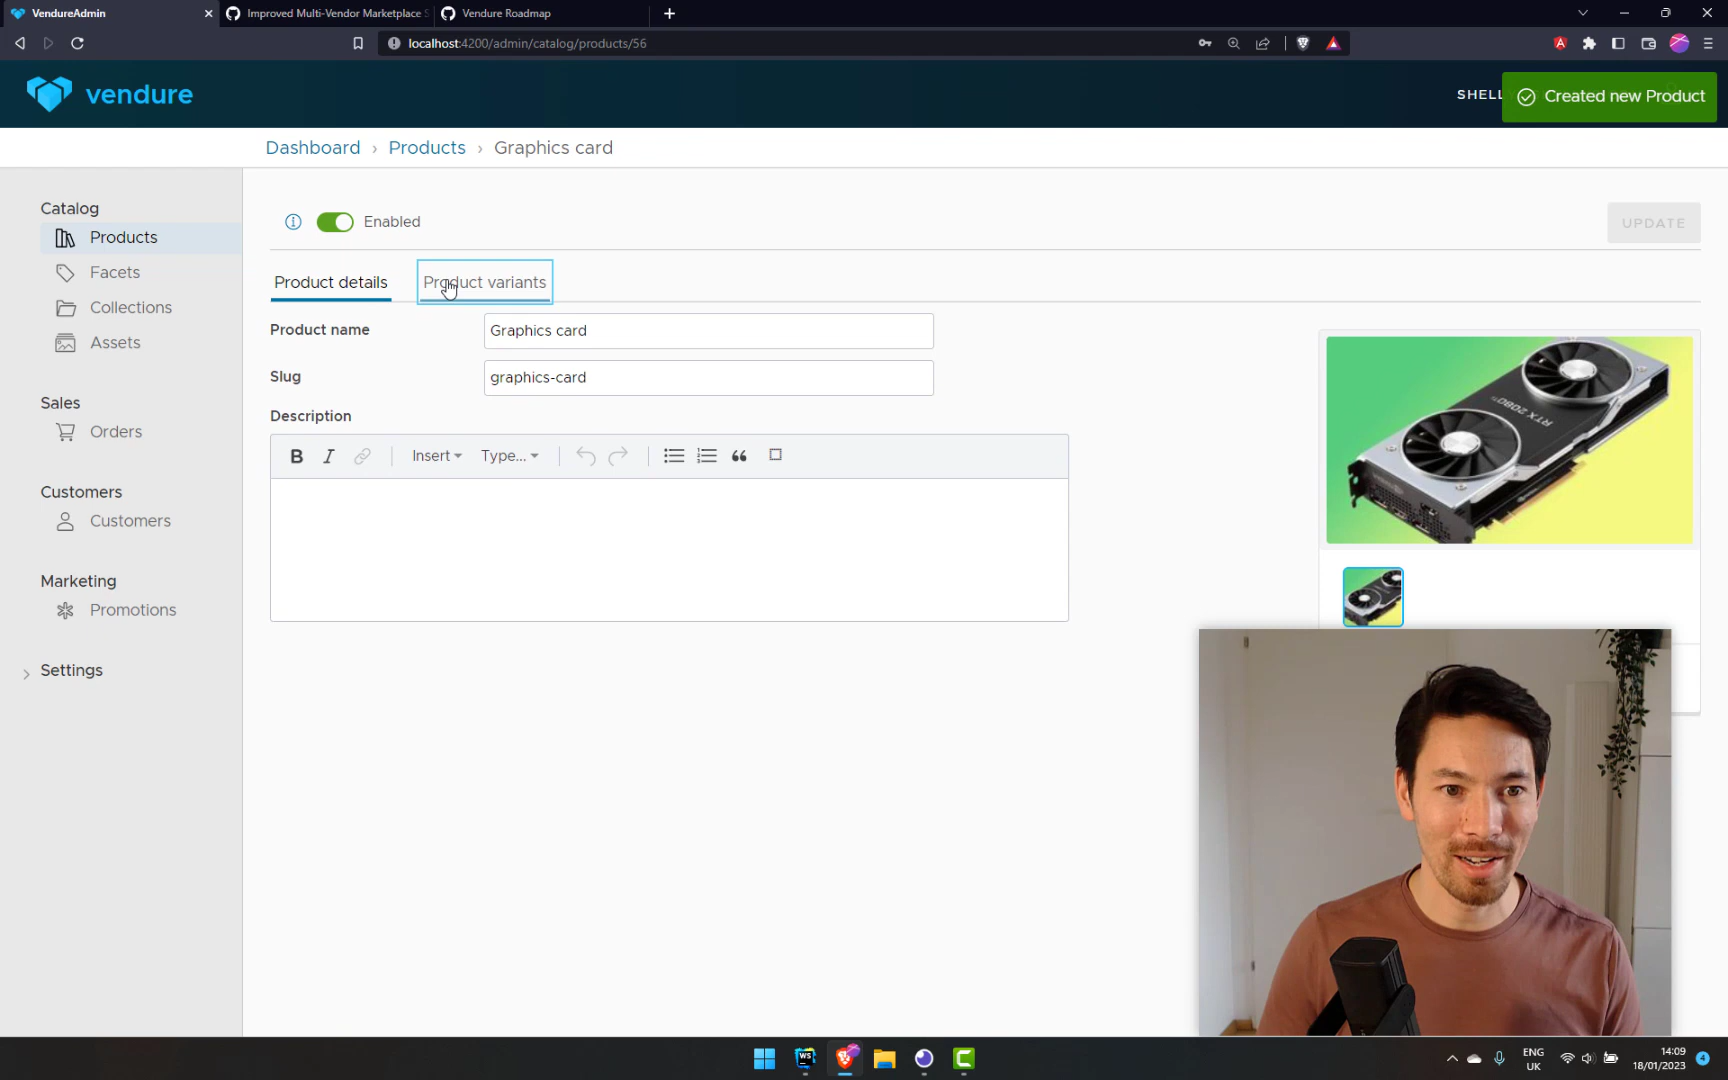 VendureAdmin
Improved Multi-Vendor Marketplace S
Vendure Roadmap
localhost:4200/admin/catalog/products/56
vendure
SHELL
Created new Product
Dashboard › Products › Graphics card
Catalog
Products
Facets
Collections
Assets
Sales
Orders
Customers
Customers
Marketing
Promotions
Settings
Enabled
UPDATE
Product details
Product variants
Product name
Graphics card
Slug
graphics-card
Description
B I Insert Type...
RTX 2080 Ti
WS
ENG
UK
14:09
18/01/2023
4